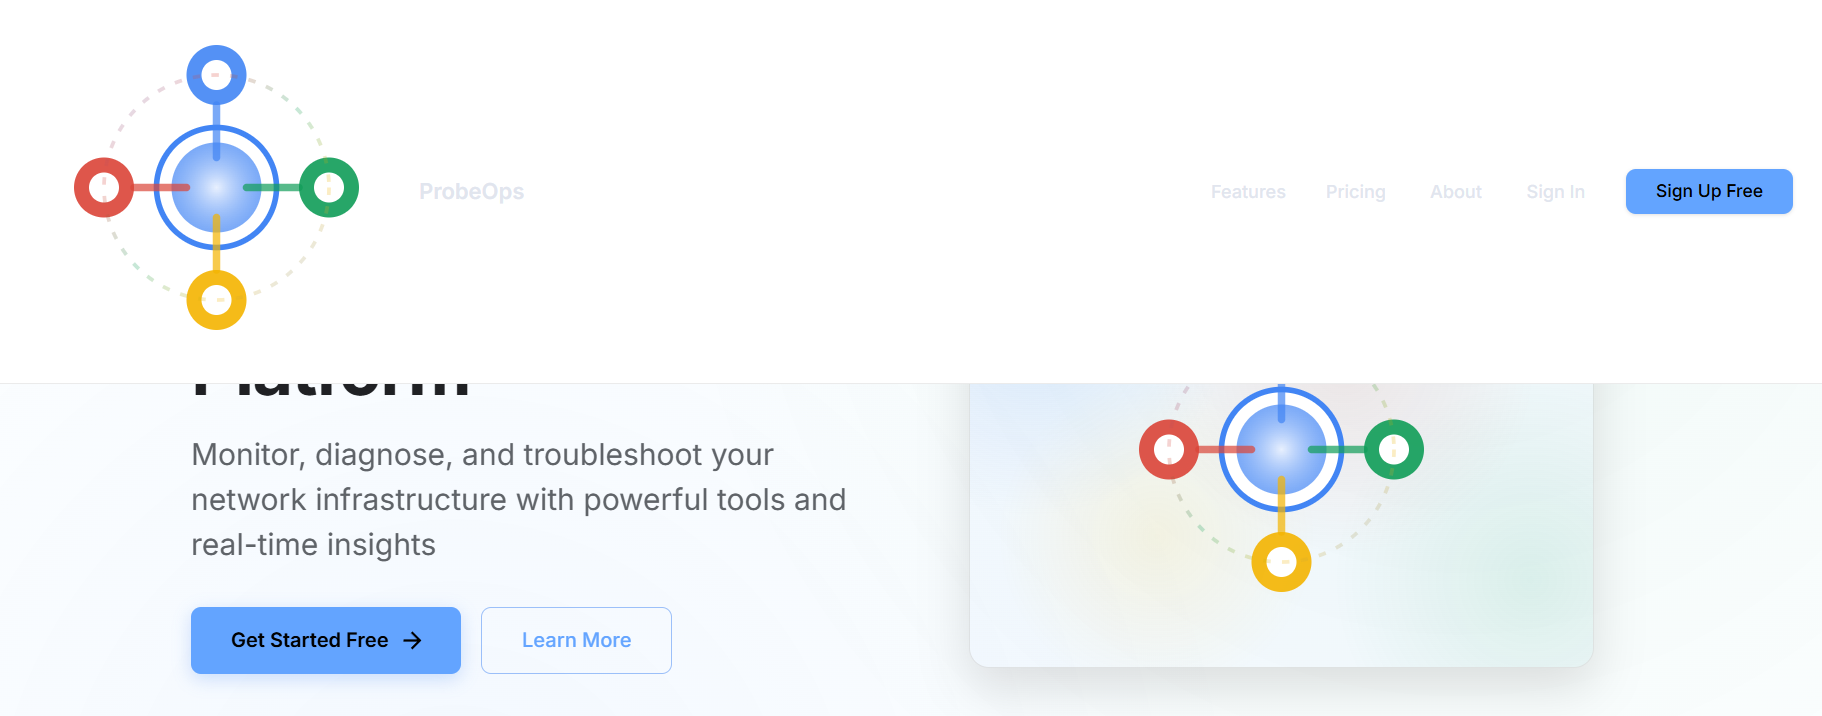 ProbeOps
Features Pricing About Sign In Sign Up Free
Platform
Monitor, diagnose, and troubleshoot your
network infrastructure with powerful tools and
real-time insights
Get Started Free
Learn More